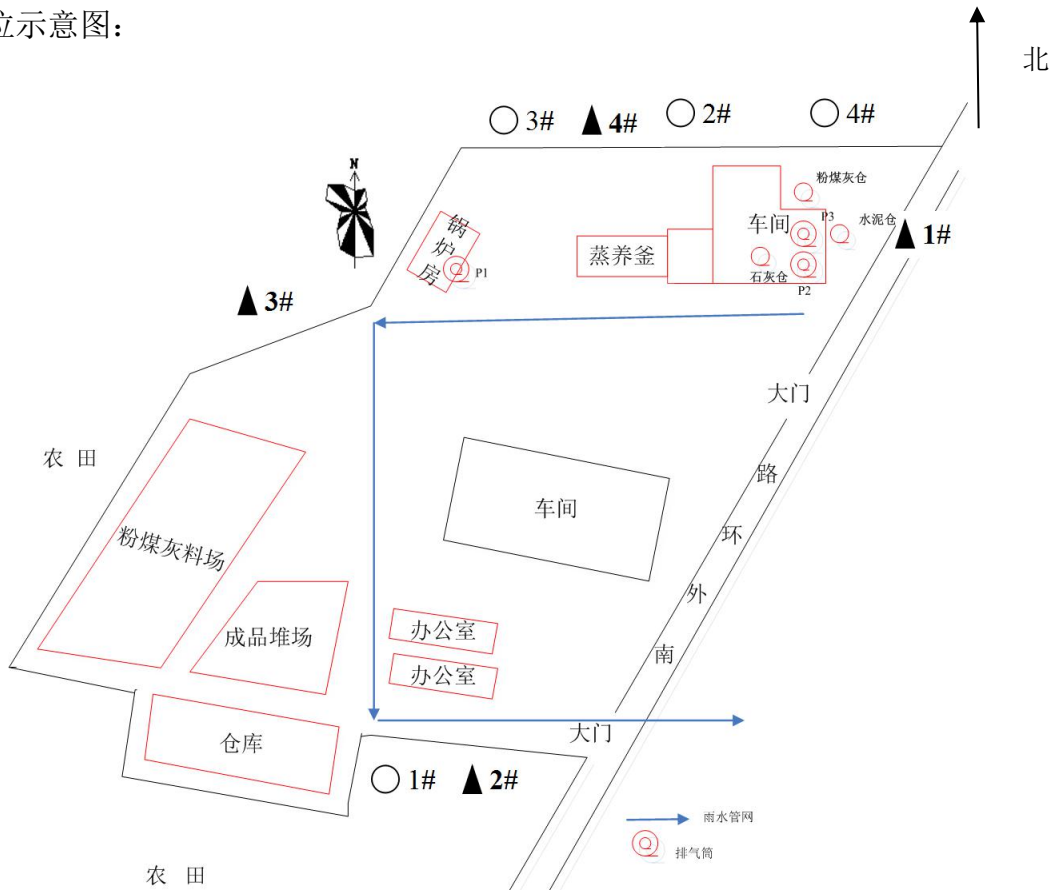 位示意图：
北
3#
▲4#
2#
4#
粉煤灰仓
N
锅炉房
车间
P3
水泥仓
▲1#
蒸养釜
P1
石灰仓
P2
▲3#
大门
农 田
路
车间
环
粉煤灰料场
外
成品堆场
办公室
南
办公室
仓库
大门
1#
▲2#
雨水管网
排气筒
农 田